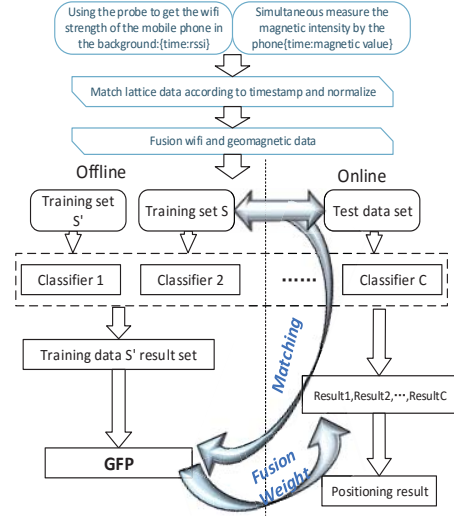 Using the probe to get the wifi
strength of the mobile phone in
the background:{time:rssi}
Simultaneous measure the
magnetic intensity by the
phone{time:magnetic value}
Match lattice data according to timestamp and normalize
Fusion wifi and geomagnetic data
Offline
Online
Training set
S'
Training set S
Test data set
Classifier 1
Classifier 2
······
Classifier C
Training data S' result set
Matching
Result1,Result2,···,ResultC
GFP
Fusion
Weight
Positioning result